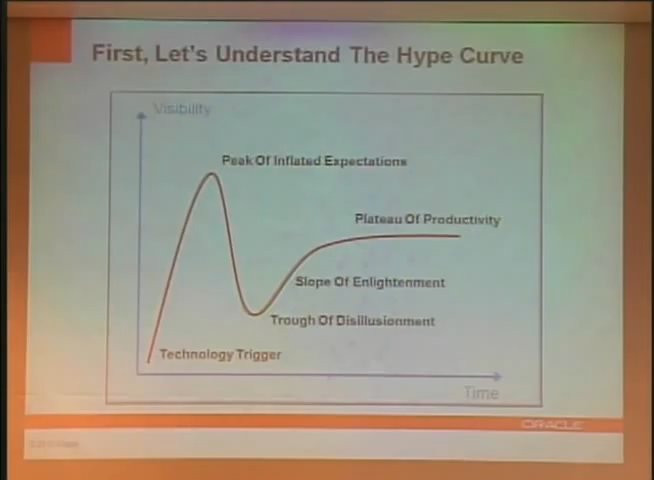 First, Let's Understand The Hype Curve
Visibility
Peak Of Inflated Expectations
Plateau Of Productivity
Slope Of Enlightenment
Trough Of Disillusionment
Technology Trigger
Time
ORACLE